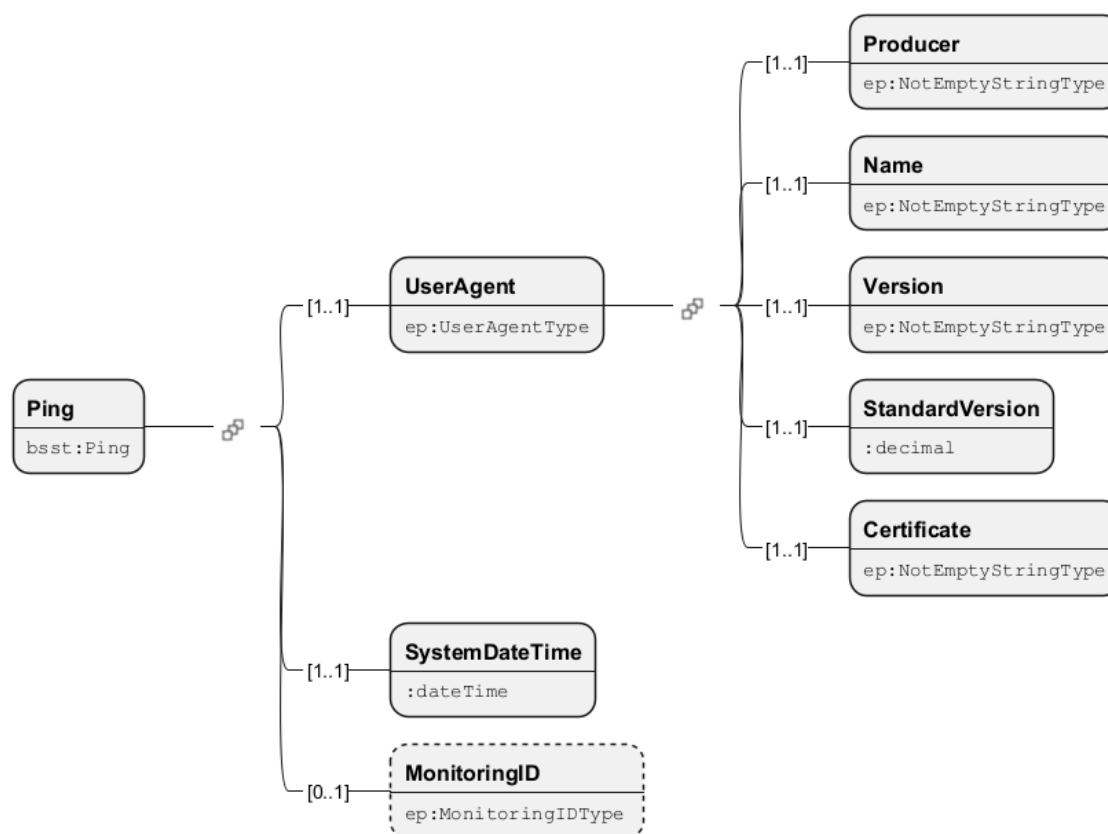 Producer
[1..1]
ep:NotEmptyStringType
Name
[1..1]
ep:NotEmptyStringType
UserAgent
Version
[1..1]
[1..1]
ep:UserAgentType
ep:NotEmptyStringType
Ping
StandardVersion
[1..1]
bsst:Ping
:decimal
Certificate
[1..1]
ep:NotEmptyStringType
SystemDateTime
[1..1]
:dateTime
MonitoringID
[0..1]
ep:MonitoringIDType